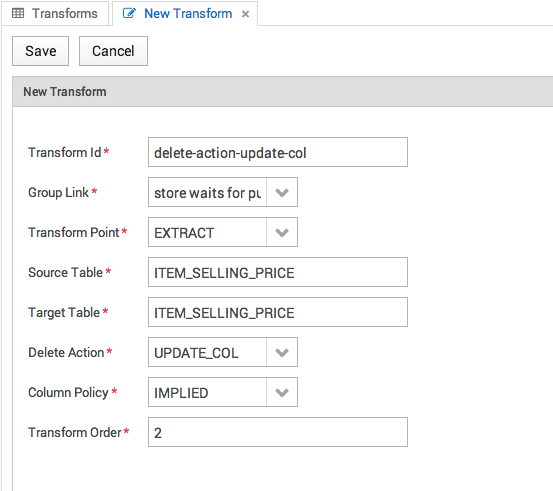 Transforms New Transform ×
Save Cancel
New Transform
Transform Id * delete-action-update-col
Group Link * store waits for pu
Transform Point * EXTRACT
Source Table * ITEM_SELLING_PRICE
Target Table * ITEM_SELLING_PRICE
Delete Action * UPDATE_COL
Column Policy * IMPLIED
Transform Order * 2